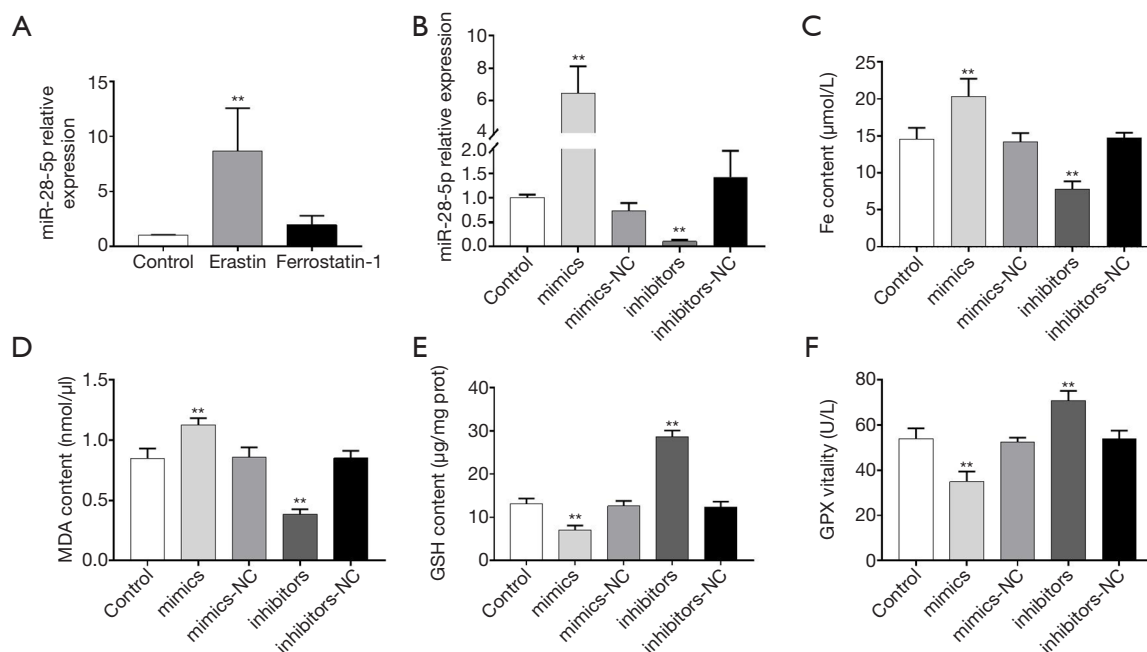 A
miR-28-5p relative
expression
15
10
5
0
**
Control
Erastin
Ferrostatin-1
B
miR-28-5p relative expression
8
6
4
2
2.0
1.5
1.0
0.5
0.0
**
**
Control
mimics
mimics-NC
inhibitors
inhibitors-NC
C
Fe content (μmol/L)
25
20
15
10
5
0
**
**
Control
mimics
mimics-NC
inhibitors
inhibitors-NC
D
MDA content (nmol/μl)
1.5
1.0
0.5
0.0
**
**
Control
mimics
mimics-NC
inhibitors
inhibitors-NC
E
GSH content (μg/mg prot)
40
30
20
10
0
**
**
Control
mimics
mimics-NC
inhibitors
inhibitors-NC
F
GPX vitality (U/L)
80
60
40
20
0
**
**
Control
mimics
mimics-NC
inhibitors
inhibitors-NC